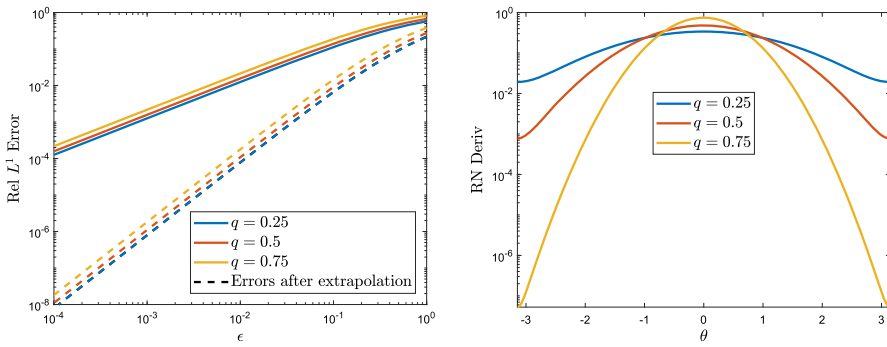 10^0
10^-2
10^-4
10^-6
10^-8
Rel L^1 Error
q = 0.25
q = 0.5
q = 0.75
Errors after extrapolation
10^-4
10^-3
10^-2
10^-1
10^0
ϵ
10^0
10^-2
10^-4
10^-6
RN Deriv
q = 0.25
q = 0.5
q = 0.75
-3
-2
-1
0
1
2
3
θ